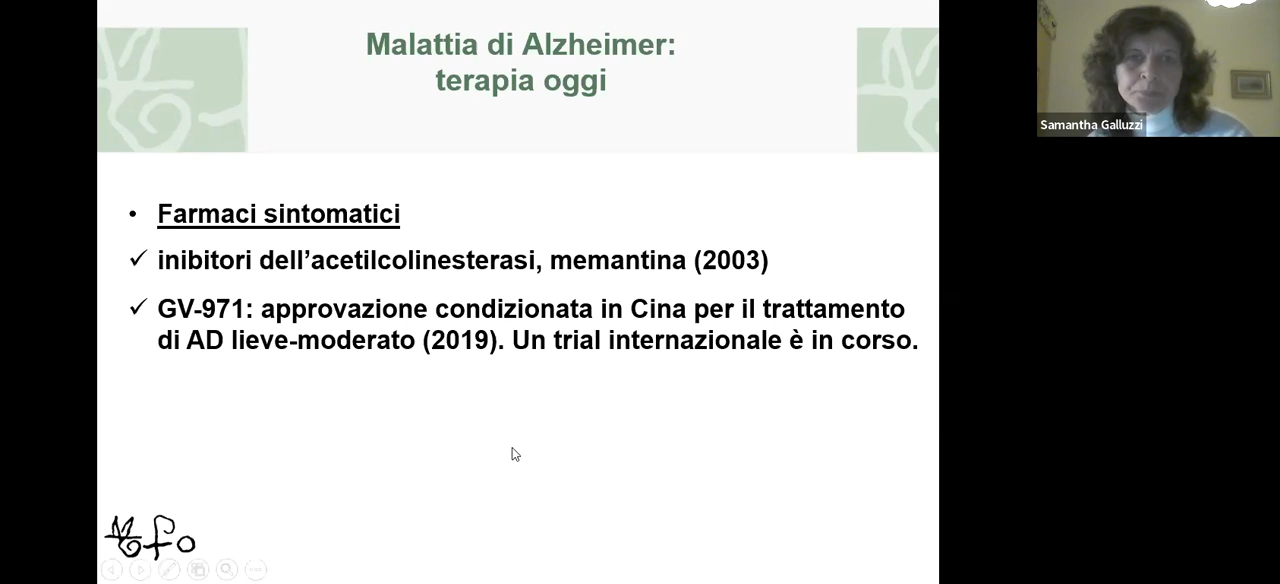 Malattia di Alzheimer:
terapia oggi
Samantha Galluzzi
• Farmaci sintomatici
✓ inibitori dell’acetilcolinesterasi, memantina (2003)
✓ GV-971: approvazione condizionata in Cina per il trattamento
di AD lieve-moderato (2019). Un trial internazionale è in corso.